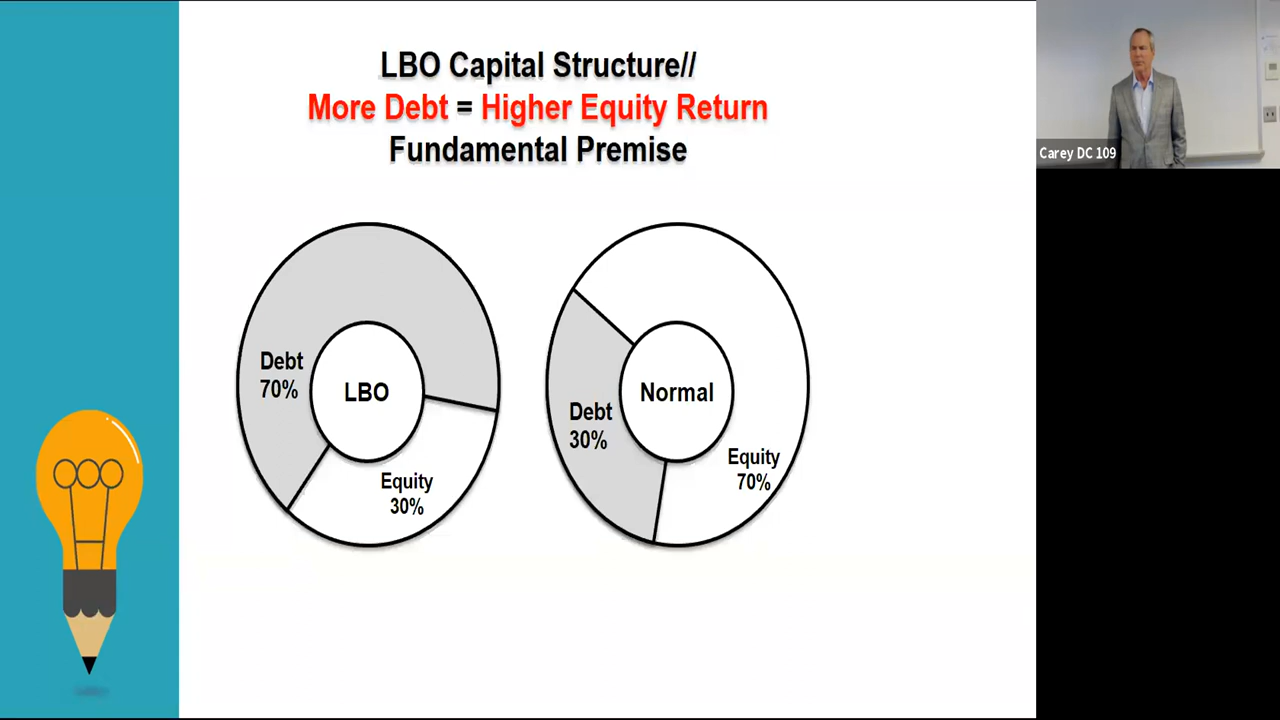 LBO Capital Structure//
More Debt = Higher Equity Return
Fundamental Premise
Debt
70%
LBO
Equity
30%
Debt
30%
Normal
Equity
70%
Carey DC 109